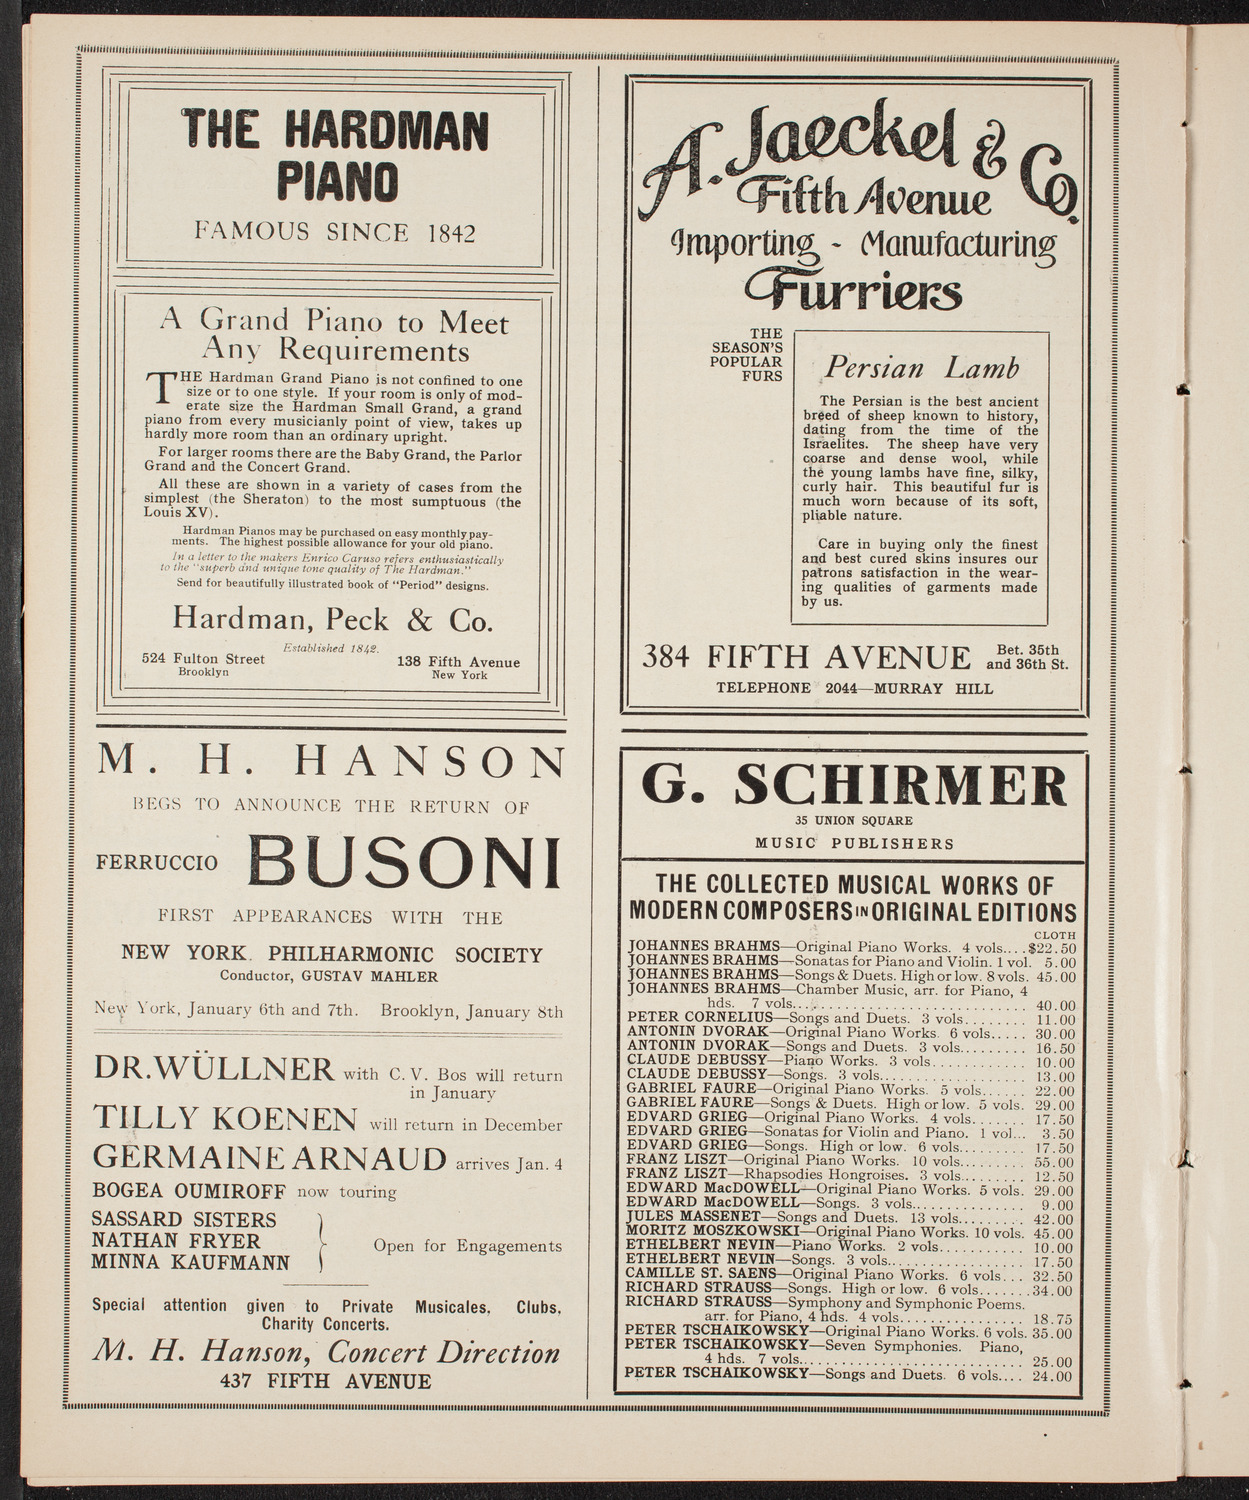 THE HARDMAN
PIANO
FAMOUS SINCE 1842
A Grand Piano to Meet
Any Requirements
THE Hardman Grand Piano is not confined to one
size or to one style. If your room is only of mod-
erate size the Hardman Small Grand, a grand
piano from every musicianly point of view, takes up
hardly more room than an ordinary upright.
For larger rooms there are the Baby Grand, the Parlor
Grand and the Concert Grand.
All these are shown in a variety of cases from the
simplest (the Sheraton) to the most sumptuous (the
Louis XV).
Hardman Pianos may be purchased on easy monthly pay-
ments. The highest possible allowance for your old piano.
In a letter to the makers Enrico Caruso refers enthusiastically
to the "superb and unique tone quality of The Hardman."
Send for beautifully illustrated book of "Period" designs.
Hardman, Peck & Co.
Established 1842.
524 Fulton Street
Brooklyn
138 Fifth Avenue
New York
M. H. HANSON
BEGS TO ANNOUNCE THE RETURN OF
FERRUCCIO BUSONI
FIRST APPEARANCES WITH THE
NEW YORK PHILHARMONIC SOCIETY
Conductor, GUSTAV MAHLER
New York, January 6th and 7th. Brooklyn, January 8th
DR. WÜLLNER with C. V. Bos will return
in January
TILLY KOENEN will return in December
GERMAINE ARNAUD arrives Jan. 4
BOGEA OUMIROFF now touring
SASSARD SISTERS
NATHAN FRYER
MINNA KAUFMANN
Open for Engagements
Special attention given to Private Musicales, Clubs,
Charity Concerts.
M. H. Hanson, Concert Direction
437 FIFTH AVENUE
A. Jaeckel & Co.
Fifth Avenue
Importing - Manufacturing
Furriers
THE
SEASON'S
POPULAR
FURS
Persian Lamb
The Persian is the best ancient
breed of sheep known to history,
dating from the time of the
Israelites. The sheep have very
coarse and dense wool, while
the young lambs have fine, silky,
curly hair. This beautiful fur is
much worn because of its soft,
pliable nature.
Care in buying only the finest
and best cured skins insures our
patrons satisfaction in the wear-
ing qualities of garments made
by us.
384 FIFTH AVENUE Bet. 35th
and 36th St.
TELEPHONE 2044—MURRAY HILL
G. SCHIRMER
35 UNION SQUARE
MUSIC PUBLISHERS
THE COLLECTED MUSICAL WORKS OF
MODERN COMPOSERS IN ORIGINAL EDITIONS
CLOTH
JOHANNES BRAHMS—Original Piano Works. 4 vols....$22.50
JOHANNES BRAHMS—Sonatas for Piano and Violin. 1 vol. 5.00
JOHANNES BRAHMS—Songs & Duets. High or low. 8 vols. 45.00
JOHANNES BRAHMS—Chamber Music, arr. for Piano, 4
hds. 7 vols............................ 40.00
PETER CORNELIUS—Songs and Duets. 3 vols........ 11.00
ANTONIN DVORAK—Original Piano Works. 6 vols..... 30.00
ANTONIN DVORAK—Songs and Duets. 3 vols......... 16.50
CLAUDE DEBUSSY—Piano Works. 3 vols............ 10.00
CLAUDE DEBUSSY—Songs. 3 vols.................. 13.00
GABRIEL FAURE—Original Piano Works. 5 vols...... 22.00
GABRIEL FAURE—Songs & Duets. High or low. 5 vols. 29.00
EDVARD GRIEG—Original Piano Works. 4 vols....... 17.50
EDVARD GRIEG—Sonatas for Violin and Piano. 1 vol... 3.50
EDVARD GRIEG—Songs. High or low. 6 vols........ 17.50
FRANZ LISZT—Original Piano Works. 10 vols........ 55.00
FRANZ LISZT—Rhapsodies Hongroises. 3 vols........ 12.50
EDWARD MacDOWELL—Original Piano Works. 5 vols. 29.00
EDWARD MacDOWELL—Songs. 3 vols.............. 9.00
JULES MASSENET—Songs and Duets. 13 vols......... 42.00
MORITZ MOSZKOWSKI—Original Piano Works. 10 vols. 45.00
ETHELBERT NEVIN—Piano Works. 2 vols........... 10.00
ETHELBERT NEVIN—Songs. 3 vols................. 17.50
CAMILLE ST. SAENS—Original Piano Works. 6 vols... 32.50
RICHARD STRAUSS—Songs. High or low. 6 vols.......34.00
RICHARD STRAUSS—Symphony and Symphonic Poems.
arr. for Piano, 4 hds. 4 vols................ 18.75
PETER TSCHAIKOWSKY—Original Piano Works. 6 vols. 35.00
PETER TSCHAIKOWSKY—Seven Symphonies. Piano,
4 hds. 7 vols........................... 25.00
PETER TSCHAIKOWSKY—Songs and Duets. 6 vols.... 24.00